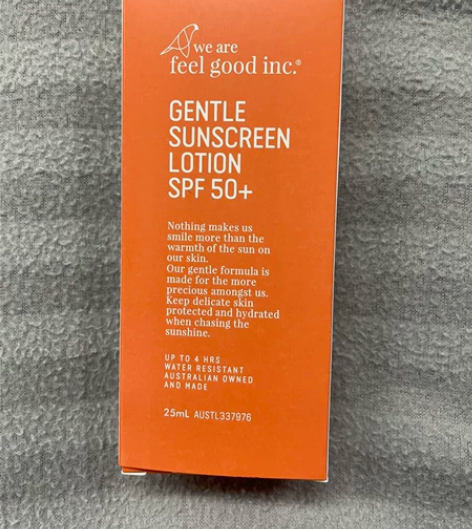 we are
feel good inc.®
GENTLE
SUNSCREEN
LOTION
SPF 50+
Nothing makes us
smile more than the
warmth of the sun on
our skin.
Our gentle formula is
made for the more
precious amongst us.
Keep delicate skin
protected and hydrated
when chasing the
sunshine.
UP TO 4 HRS
WATER RESISTANT
AUSTRALIAN OWNED
AND MADE
25mL AUSTL337976